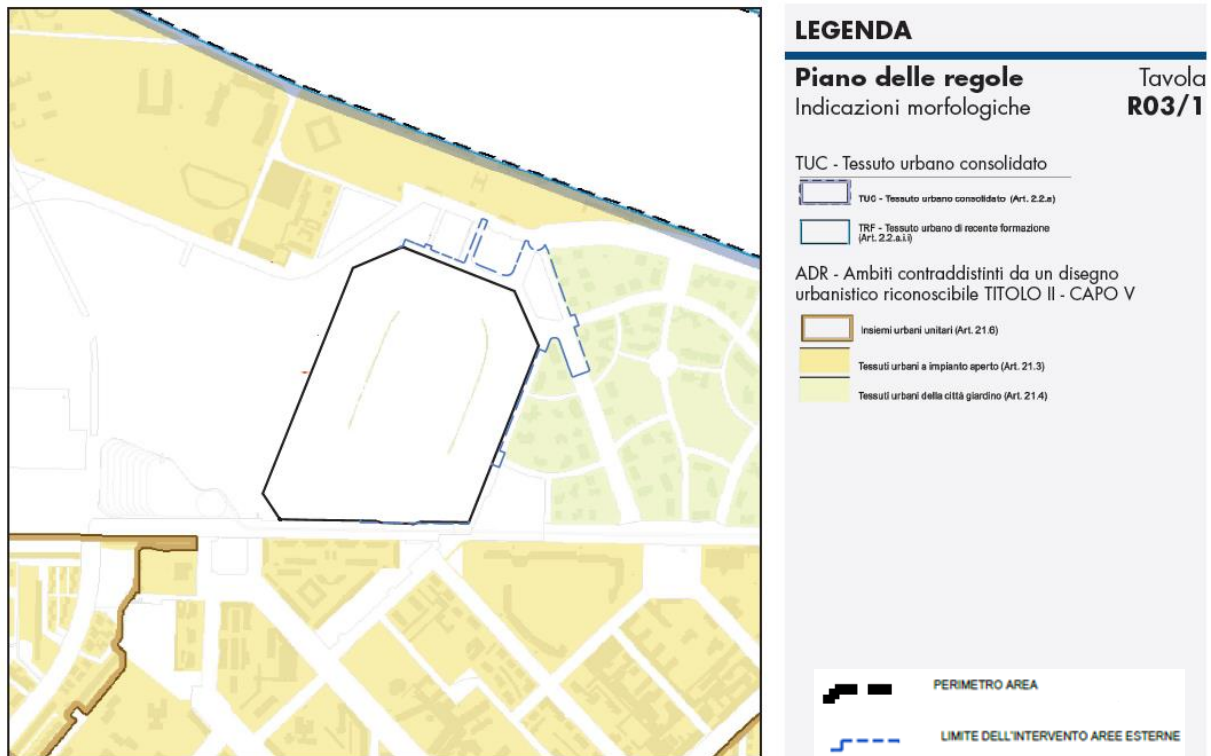 LEGENDA
Piano delle regole Tavola
Indicazioni morfologiche R03/1
TUC - Tessuto urbano consolidato
TUC - Tessuto urbano consolidato (Art. 2.2.a)
TRF - Tessuto urbano di recente formazione
(Art. 2.2.a.i.i)
ADR - Ambiti contraddistinti da un disegno
urbanistico riconoscibile TITOLO II - CAPO V
Insiemi urbani unitari (Art. 21.6)
Tessuti urbani a impianto aperto (Art. 21.3)
Tessuti urbani della città giardino (Art. 21.4)
PERIMETRO AREA
LIMITE DELL'INTERVENTO AREE ESTERNE